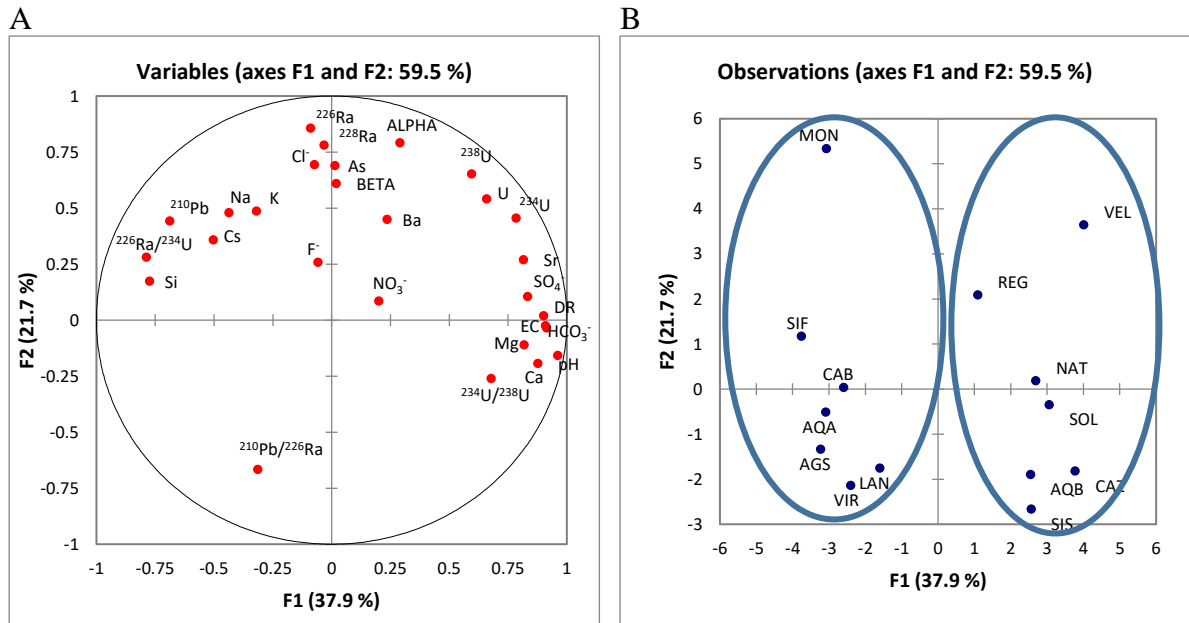 A
Variables (axes F1 and F2: 59.5 %)
1
0.75
0.5
0.25
0
-0.25
-0.5
-0.75
-1
F2 (21.7 %)
²²⁶Ra
²²⁸Ra
ALPHA
Cl⁻
As
BETA
²³⁸U
U
²³⁴U
Na
K
²¹⁰Pb
Cs
²²⁶Ra/²³⁴U
Si
Ba
F⁻
NO₃⁻
Sr
SO₄⁻
DR
EC
HCO₃⁻
Mg
pH
Ca
²³⁴U/²³⁸U
²¹⁰Pb/²²⁶Ra
-1 -0.75 -0.5 -0.25 0 0.25 0.5 0.75 1
F1 (37.9 %)
B
Observations (axes F1 and F2: 59.5 %)
6
5
4
3
2
1
0
-1
-2
-3
F2 (21.7 %)
MON
VEL
REG
SIF
NAT
CAB
SOL
AQA
AGS
LAN
VIR
AQB
CAZ
SIS
-6 -5 -4 -3 -2 -1 0 1 2 3 4 5 6
F1 (37.9 %)